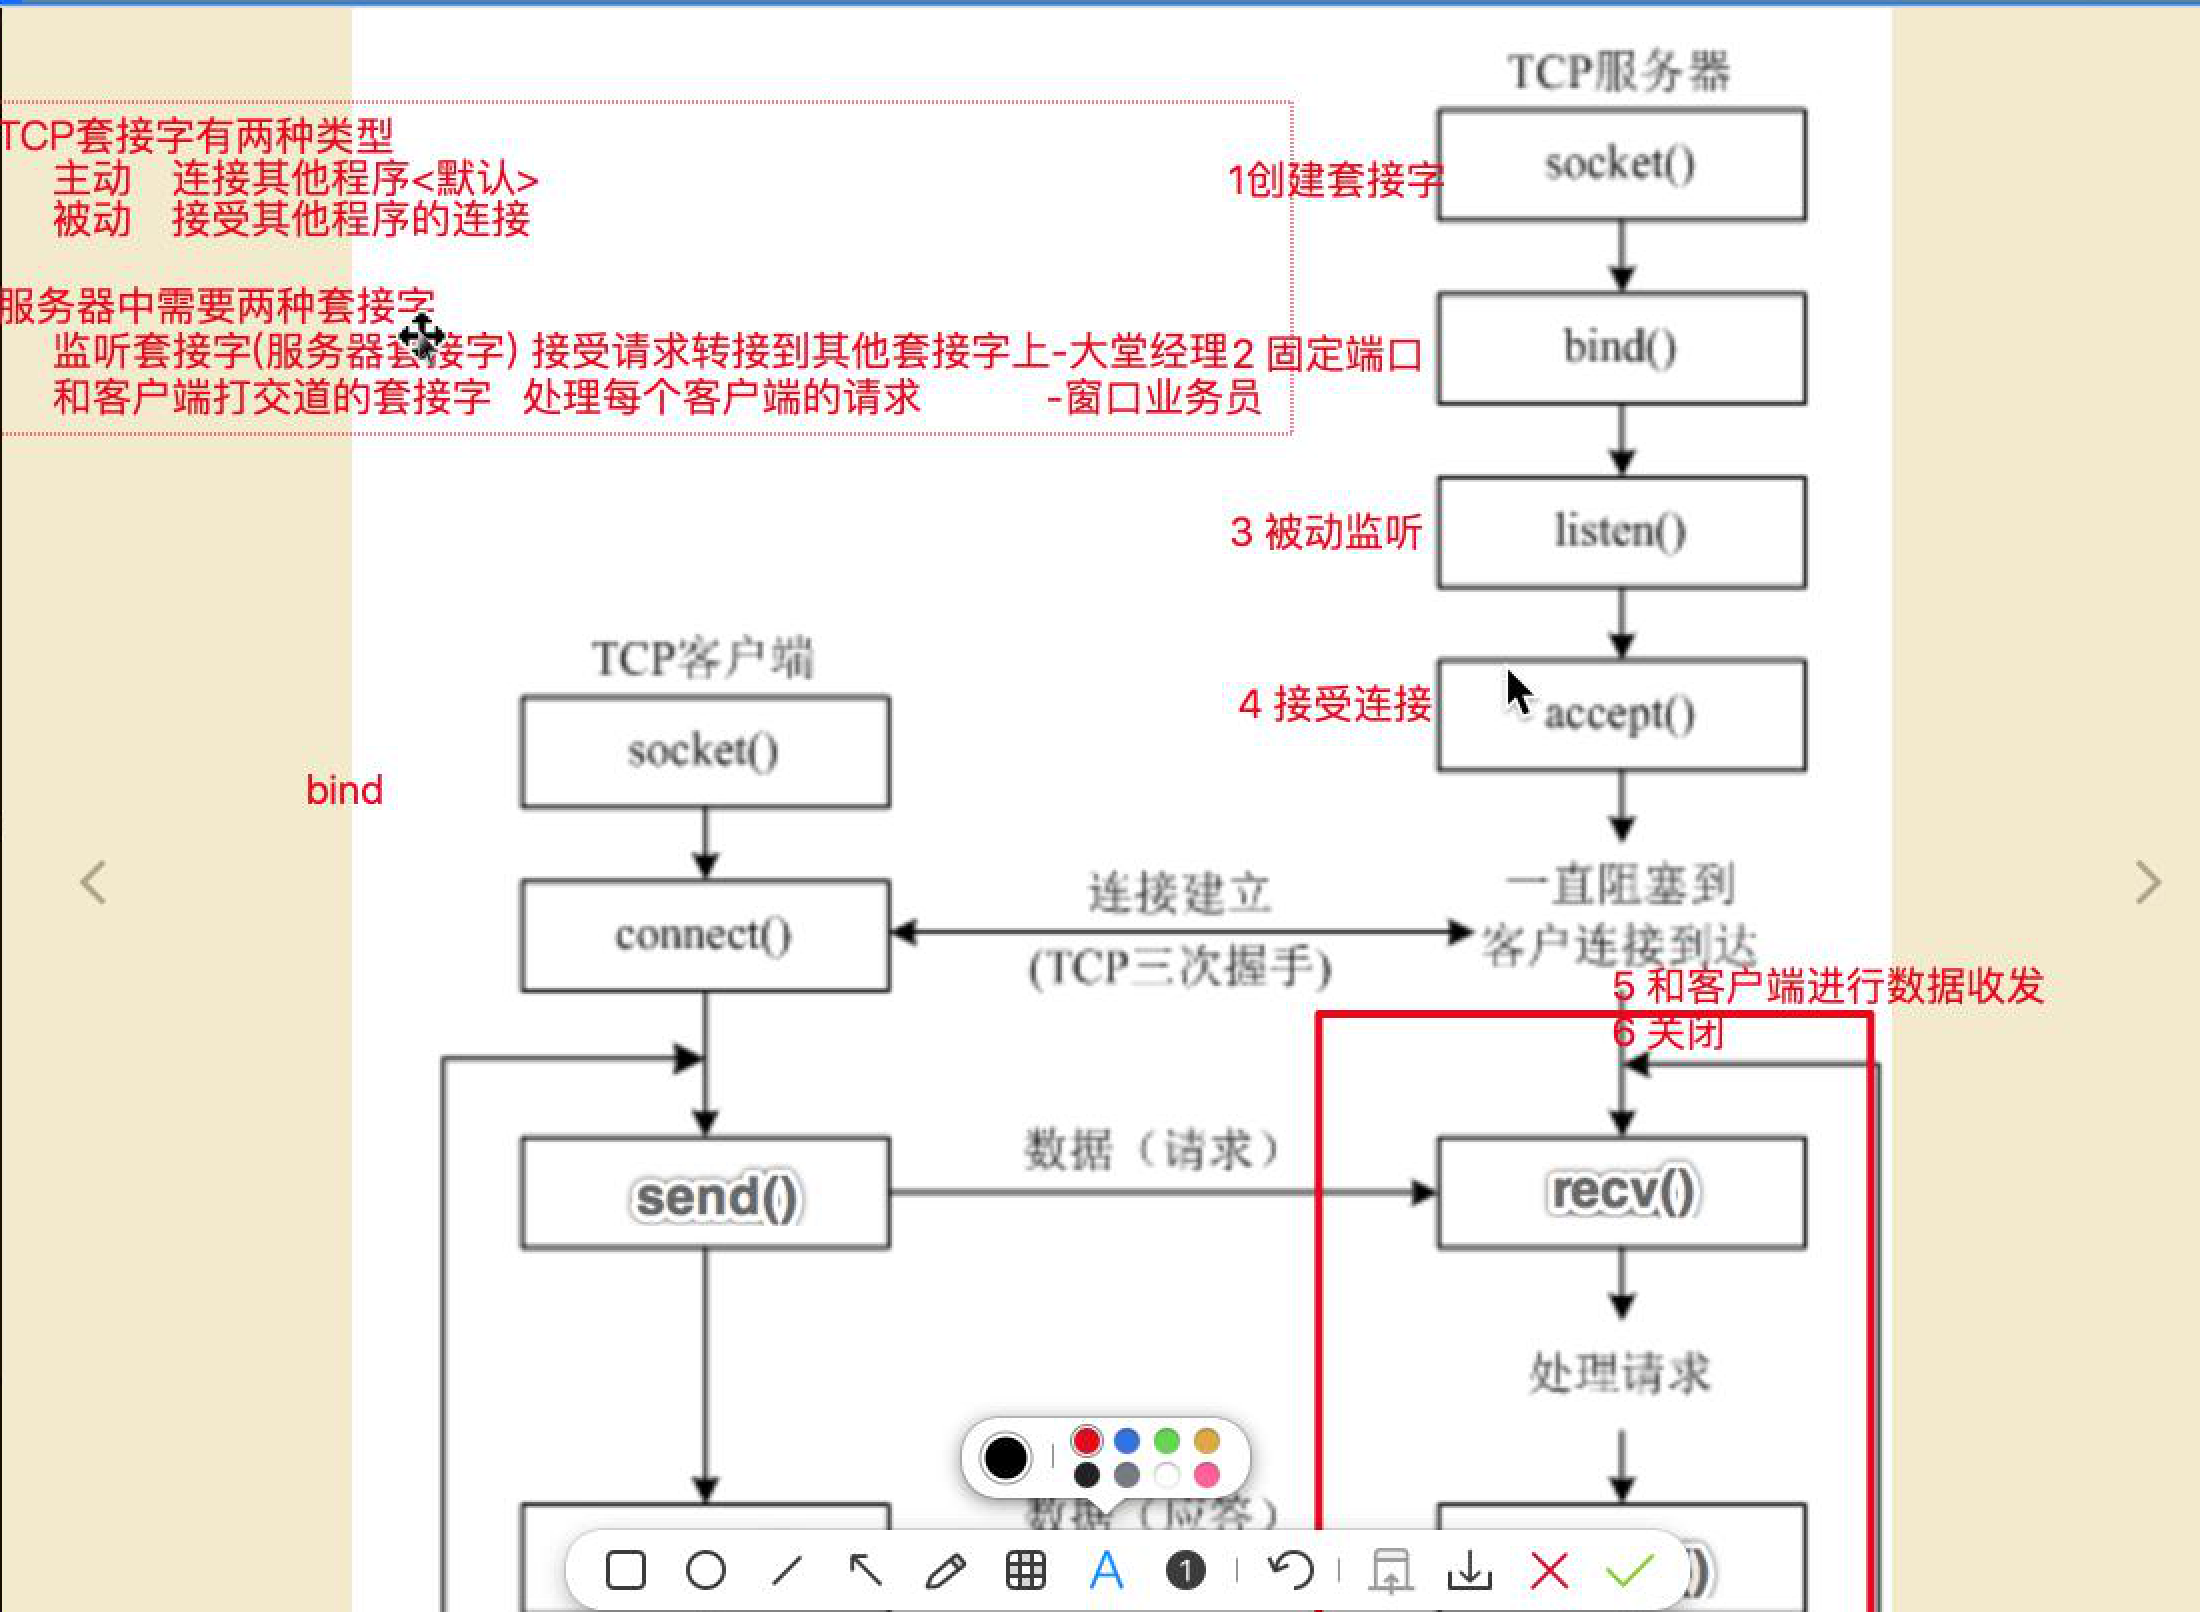 TCP服务器
TCP套接字有两种类型
主动 连接其他程序<默认>
被动 接受其他程序的连接
1创建套接字
socket()
服务器中需要两种套接字
监听套接字(服务器套接字) 接受请求转接到其他套接字上-大堂经理
和客户端打交道的套接字 处理每个客户端的请求 -窗口业务员
2 固定端口
bind()
3 被动监听
listen()
4 接受连接
accept()
TCP客户端
socket()
bind
connect()
连接建立
(TCP三次握手)
一直阻塞到
客户连接到达
5 和客户端进行数据收发
6 关闭
send()
数据（请求）
recv()
处理请求
数据（应答）
A
1